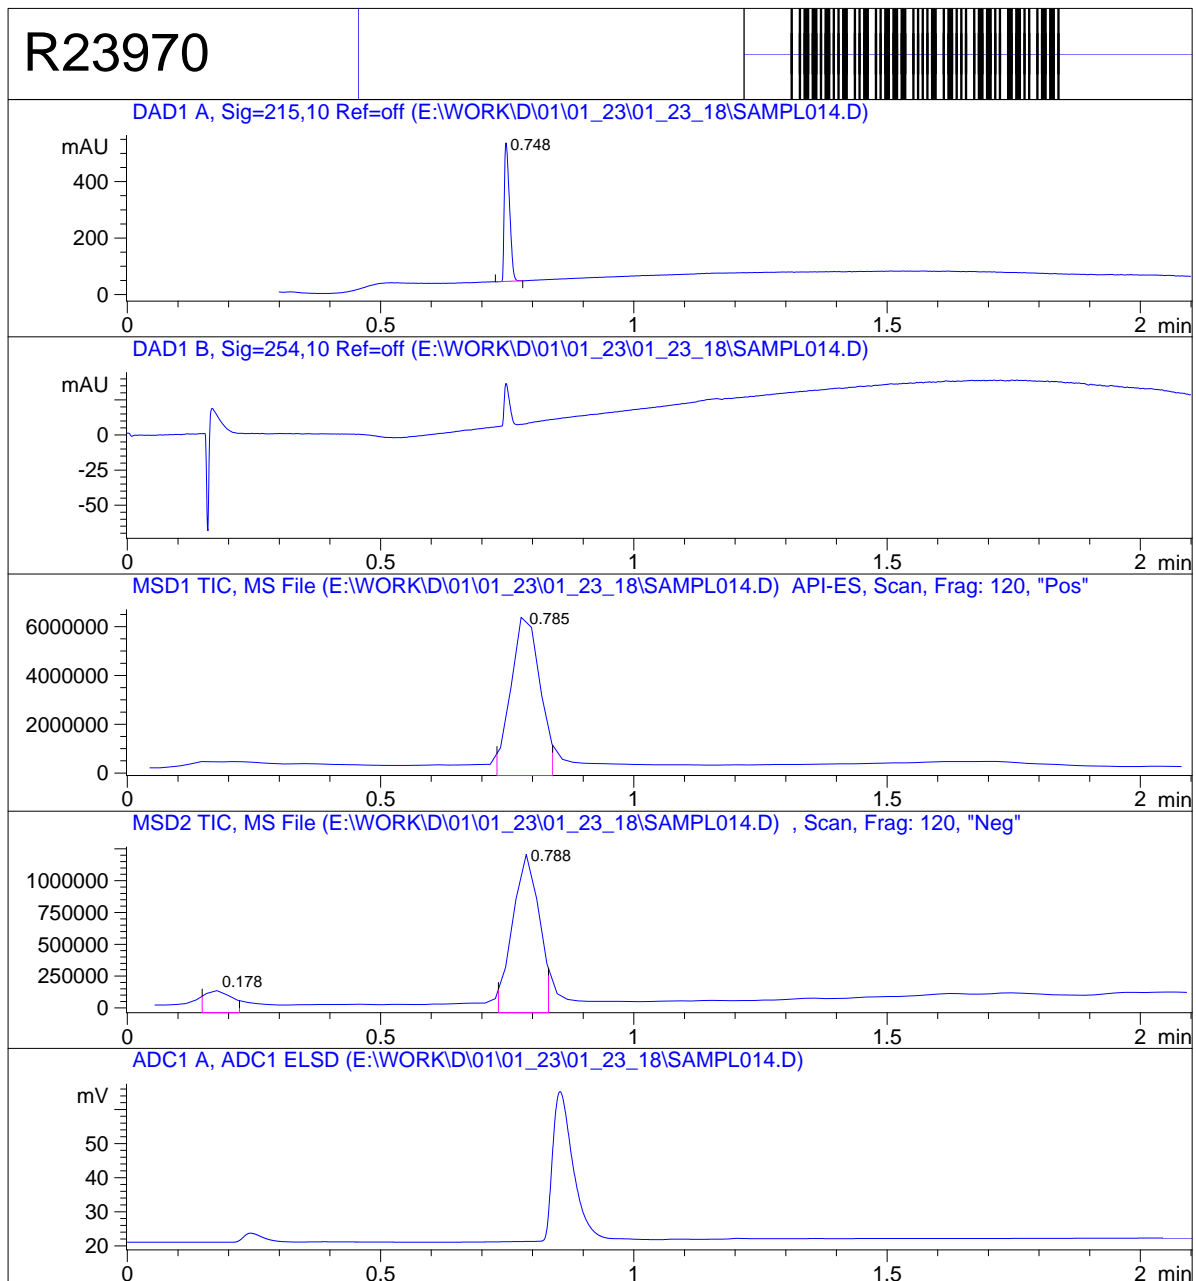 R23970
DAD1 A, Sig=215,10 Ref=off (E:\WORK\D\01\01_23\01_23_18\SAMPL014.D)
mAU
0.748
400
200
0
0 0.5 1 1.5 2 min
DAD1 B, Sig=254,10 Ref=off (E:\WORK\D\01\01_23\01_23_18\SAMPL014.D)
mAU
0
-25
-50
0 0.5 1 1.5 2 min
MSD1 TIC, MS File (E:\WORK\D\01\01_23\01_23_18\SAMPL014.D) API-ES, Scan, Frag: 120, "Pos"
0.785
6000000
4000000
2000000
0
0 0.5 1 1.5 2 min
MSD2 TIC, MS File (E:\WORK\D\01\01_23\01_23_18\SAMPL014.D) , Scan, Frag: 120, "Neg"
0.788
1000000
750000
500000
250000
0.178
0
0 0.5 1 1.5 2 min
ADC1 A, ADC1 ELSD (E:\WORK\D\01\01_23\01_23_18\SAMPL014.D)
mV
50
40
30
20
0 0.5 1 1.5 2 min